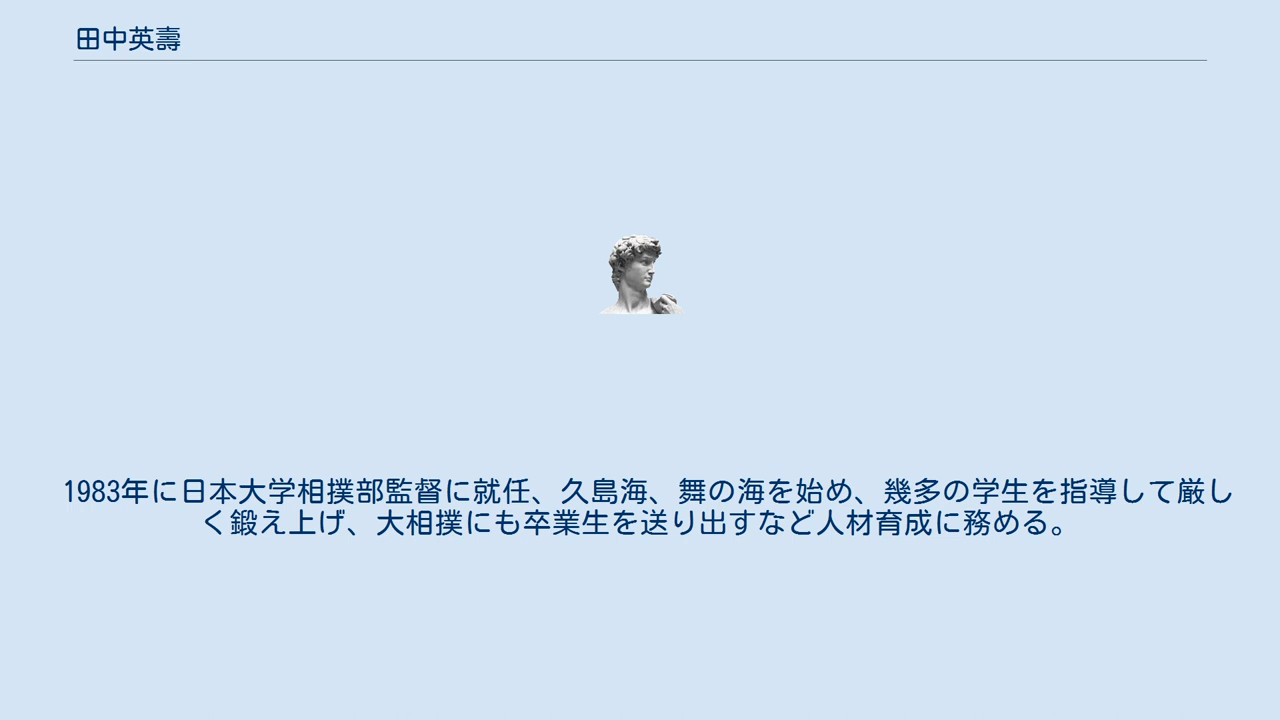 田中英壽
1983年に日本大学相撲部監督に就任、久島海、舞の海を始め、幾多の学生を指導して厳し
く鍛え上げ、大相撲にも卒業生を送り出すなど人材育成に務める。